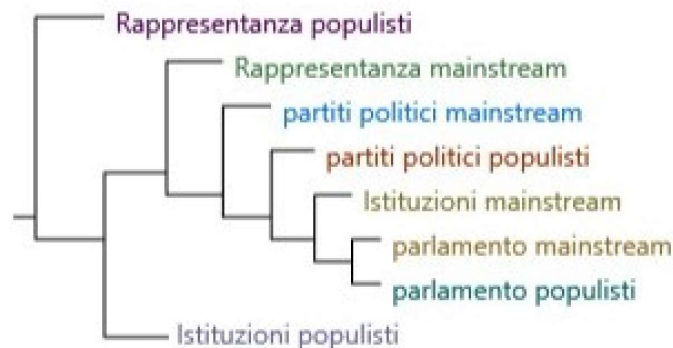 Rappresentanza populisti
Rappresentanza mainstream
partiti politici mainstream
partiti politici populisti
Istituzioni mainstream
parlamento mainstream
parlamento populisti
Istituzioni populisti